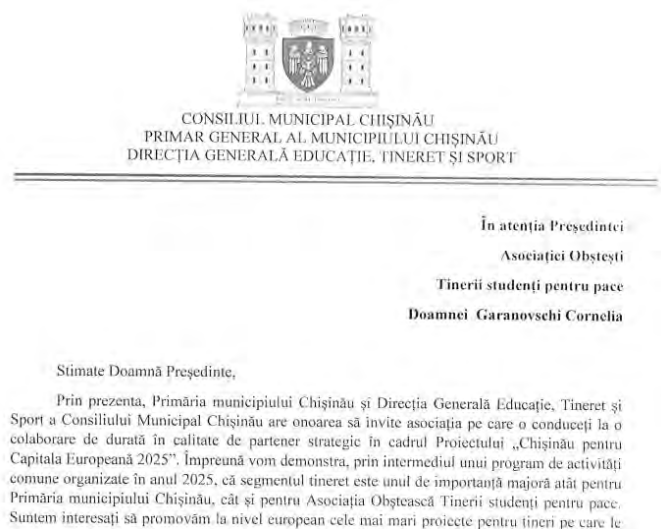 CONSILIUL MUNICIPAL CHIȘINĂU
PRIMAR GENERAL AL MUNICIPIULUI CHIȘINĂU
DIRECȚIA GENERALĂ EDUCAȚIE, TINERET ȘI SPORT
În atenția Președintei
Asociației Obștești
Tinerii studenți pentru pace
Doamnei Garanovschi Cornelia
Stimate Doamnă Președinte,
Prin prezenta, Primăria municipiului Chișinău și Direcția Generală Educație, Tineret și
Sport a Consiliului Municipal Chișinău are onoarea să invite asociația pe care o conduceți la o
colaborare de durată în calitate de partener strategic în cadrul Proiectului „Chișinău pentru
Capitala Europeană 2025”. Împreună vom demonstra, prin intermediul unui program de activități
comune organizate în anul 2025, că segmentul tineret este unul de importanță majoră atât pentru
Primăria municipiului Chișinău, cât și pentru Asociația Obștească Tinerii studenți pentru pace.
Suntem interesați să promovăm la nivel european cele mai mari proiecte pentru tineri pe care le